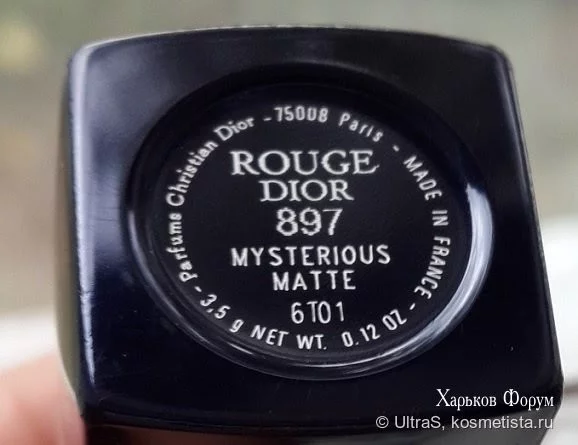 Parfums Christian Dior - 75008 Paris - MADE IN FRANCE - 3,5 g NET WT. 0.12 OZ -
ROUGE
DIOR
897
MYSTERIOUS
MATTE
6T01
Харьков Форум
© UltraS, kosmetista.ru